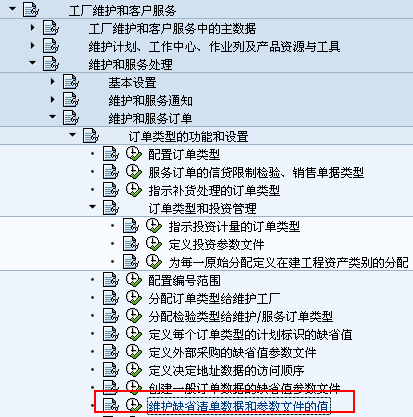 工厂维护和客户服务
工厂维护和客户服务中的主数据
维护计划、工作中心、作业列及产品资源与工具
维护和服务处理
基本设置
维护和服务通知
维护和服务订单
订单类型的功能和设置
配置订单类型
服务订单的信贷限制检验、销售单据类型
指示补货处理的订单类型
订单类型和投资管理
指示投资计量的订单类型
定义投资参数文件
为每一原始分配定义在建工程资产类别的分配
配置编号范围
分配订单类型给维护工厂
分配检验类型给维护/服务订单类型
定义每个订单类型的计划标识的缺省值
定义外部采购的缺省值参数文件
定义决定地址数据的访问顺序
创建一般订单数据的缺省值参数文件
维护缺省清单数据和参数文件的值